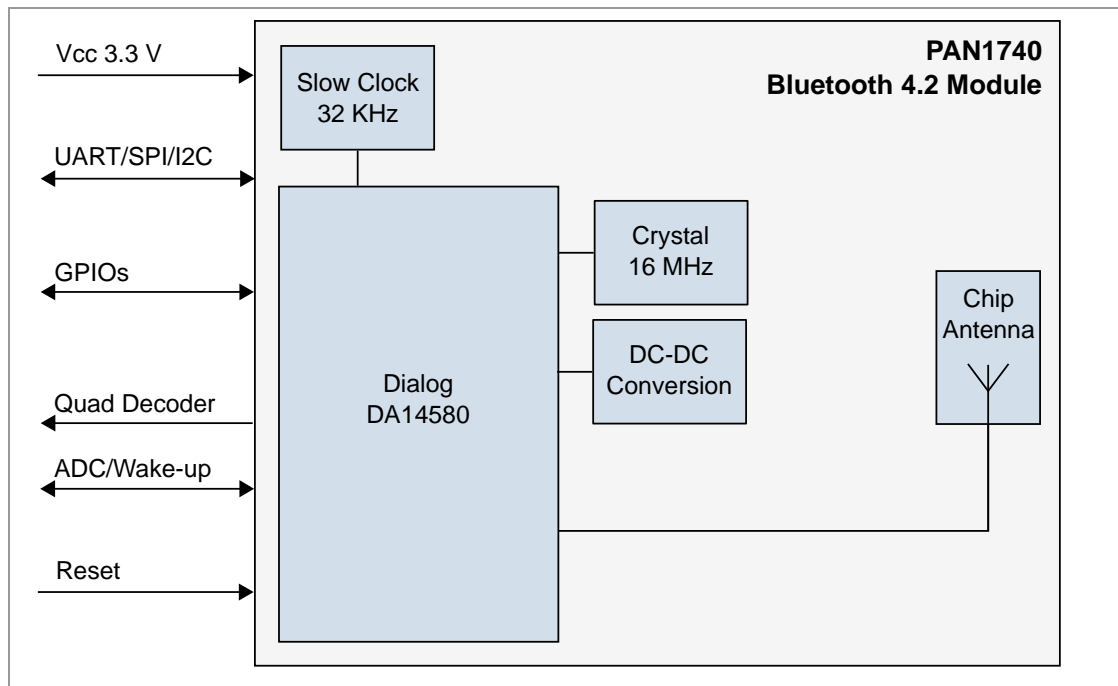 Vcc 3.3 V
UART/SPI/I2C
GPIOs
Quad Decoder
ADC/Wake-up
Reset
PAN1740
Bluetooth 4.2 Module
Slow Clock
32 KHz
Crystal
16 MHz
DC-DC
Conversion
Dialog
DA14580
Chip
Antenna